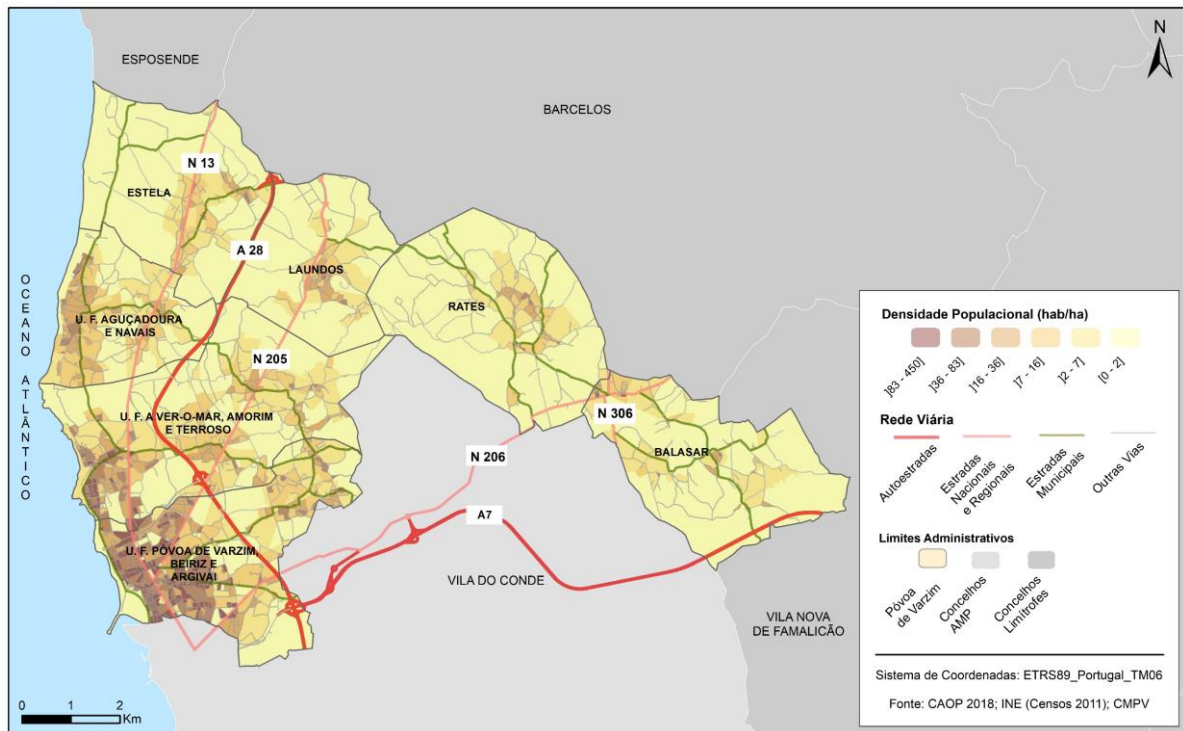 ESPOSENDE
N
BARCELOS
N 13
ESTELA
A 28
LAUNDOS
RATES
U. F. AGUÇADOURA
E NAVAIS
OCEANO ATLÂNTICO
N 205
N 306
U. F. A VER-O-MAR, AMORIM
E TERROSO
BALASAR
N 206
A7
U. F. PÓVOA DE VARZIM,
BEIRIZ E
ARGIVAI
VILA DO CONDE
VILA NOVA
DE FAMALICÃO
0 1 2
Km
Densidade Populacional (hab/ha)
]83 - 450]
]36 - 83]
]16 - 36]
]7 - 16]
]2 - 7]
[0 - 2]
Rede Viária
Autoestradas
Estradas
Nacionais
e Regionais
Estradas
Municipais
Outras Vias
Limites Administrativos
Póvoa
de Varzim
Concelhos
AMP
Concelhos
Limítrofes
Sistema de Coordenadas: ETRS89_Portugal_TM06
Fonte: CAOP 2018; INE (Censos 2011); CMPV